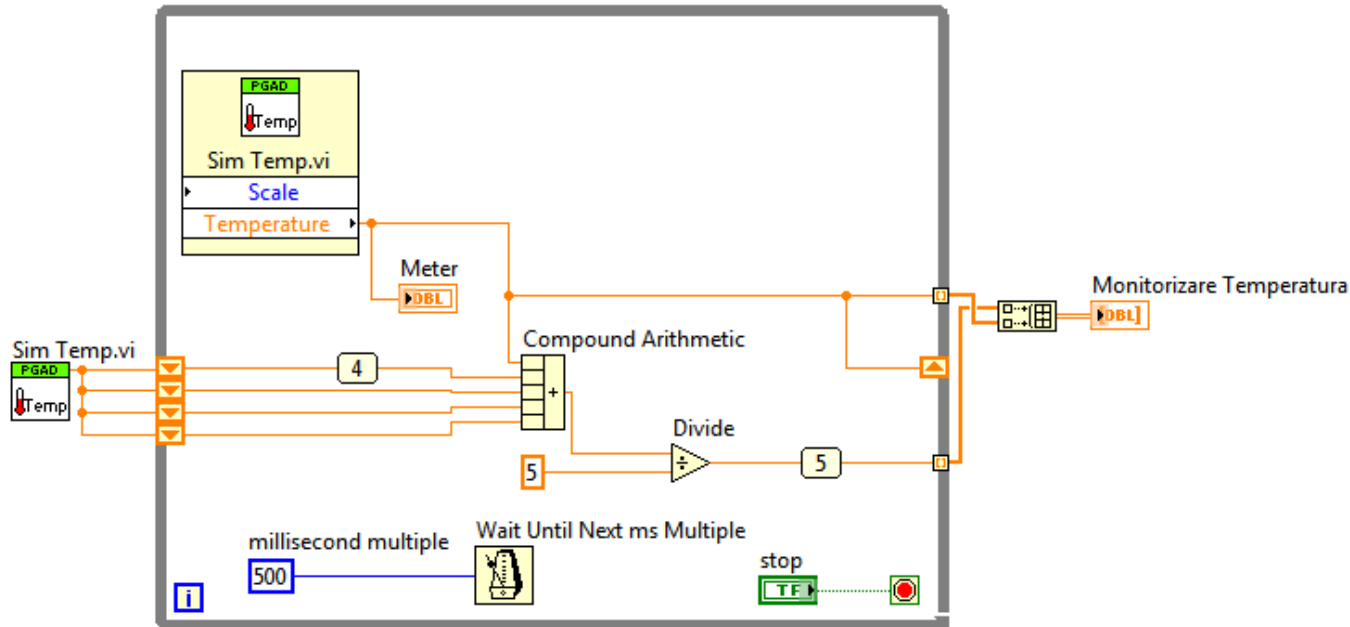 PGAD
Temp
Sim Temp.vi
Scale
Temperature
Meter
DBL
Monitorizare Temperatura
DBL]
Sim Temp.vi
PGAD
Temp
4
Compound Arithmetic
+
Divide
÷
5
5
millisecond multiple
500
Wait Until Next ms Multiple
stop
TF
i